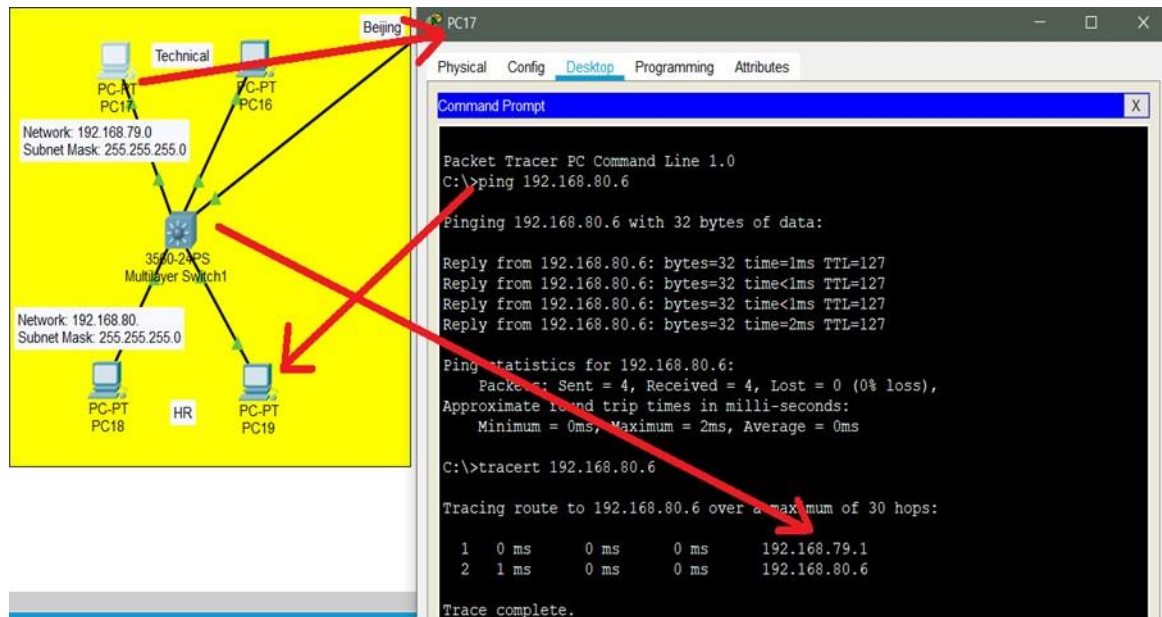 Beijing
Technical
PC-PT
PC17
PC-PT
PC16
Network: 192.168.79.0
Subnet Mask: 255.255.255.0
3560-24PS
Multilayer Switch1
Network: 192.168.80.
Subnet Mask: 255.255.255.0
PC-PT
PC18
HR
PC-PT
PC19
PC17
Physical Config Desktop Programming Attributes
Command Prompt X
Packet Tracer PC Command Line 1.0
C:\>ping 192.168.80.6
Pinging 192.168.80.6 with 32 bytes of data:
Reply from 192.168.80.6: bytes=32 time=1ms TTL=127
Reply from 192.168.80.6: bytes=32 time<1ms TTL=127
Reply from 192.168.80.6: bytes=32 time<1ms TTL=127
Reply from 192.168.80.6: bytes=32 time=2ms TTL=127
Ping statistics for 192.168.80.6:
Packets: Sent = 4, Received = 4, Lost = 0 (0% loss),
Approximate round trip times in milli-seconds:
Minimum = 0ms, Maximum = 2ms, Average = 0ms
C:\>tracert 192.168.80.6
Tracing route to 192.168.80.6 over a maximum of 30 hops:
1 0 ms 0 ms 0 ms 192.168.79.1
2 1 ms 0 ms 0 ms 192.168.80.6
Trace complete.